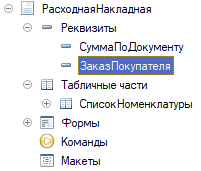 РасходнаяНакладная
Реквизиты
СуммаПоДокументу
ЗаказПокупателя
Табличные части
СписокНоменклатуры
Формы
Команды
Макеты